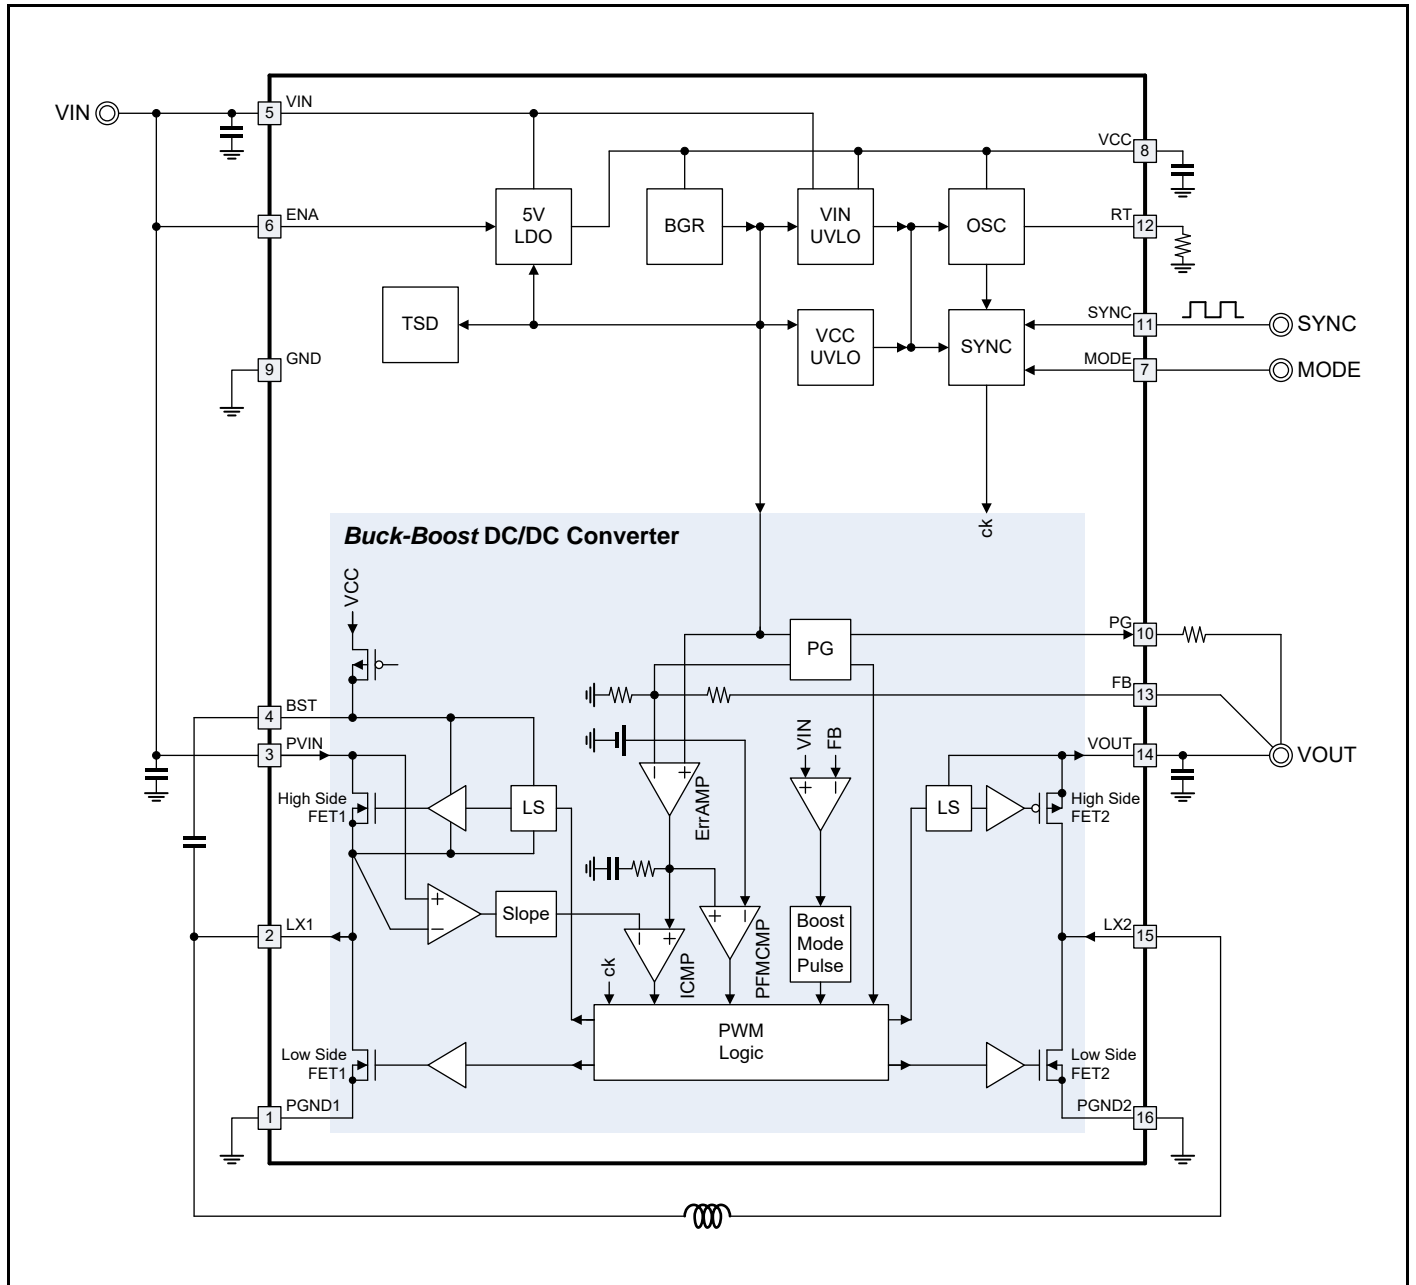 VIN
5
VIN
VCC
8
6
ENA
5V
LDO
BGR
VIN
UVLO
OSC
RT
12
TSD
VCC
UVLO
SYNC
SYNC
11
SYNC
9
GND
MODE
7
MODE
ck
Buck-Boost DC/DC Converter
VCC
PG
PG
10
FB
13
4
BST
3
PVIN
VIN
FB
VOUT
14
VOUT
High Side
FET1
LS
− +
ErrAMP
+ −
LS
High Side
FET2
+
−
Slope
2
LX1
− +
ICMP
+ −
PFMCMP
Boost
Mode
Pulse
LX2
15
ck
PWM
Logic
Low Side
FET1
Low Side
FET2
1
PGND1
PGND2
16